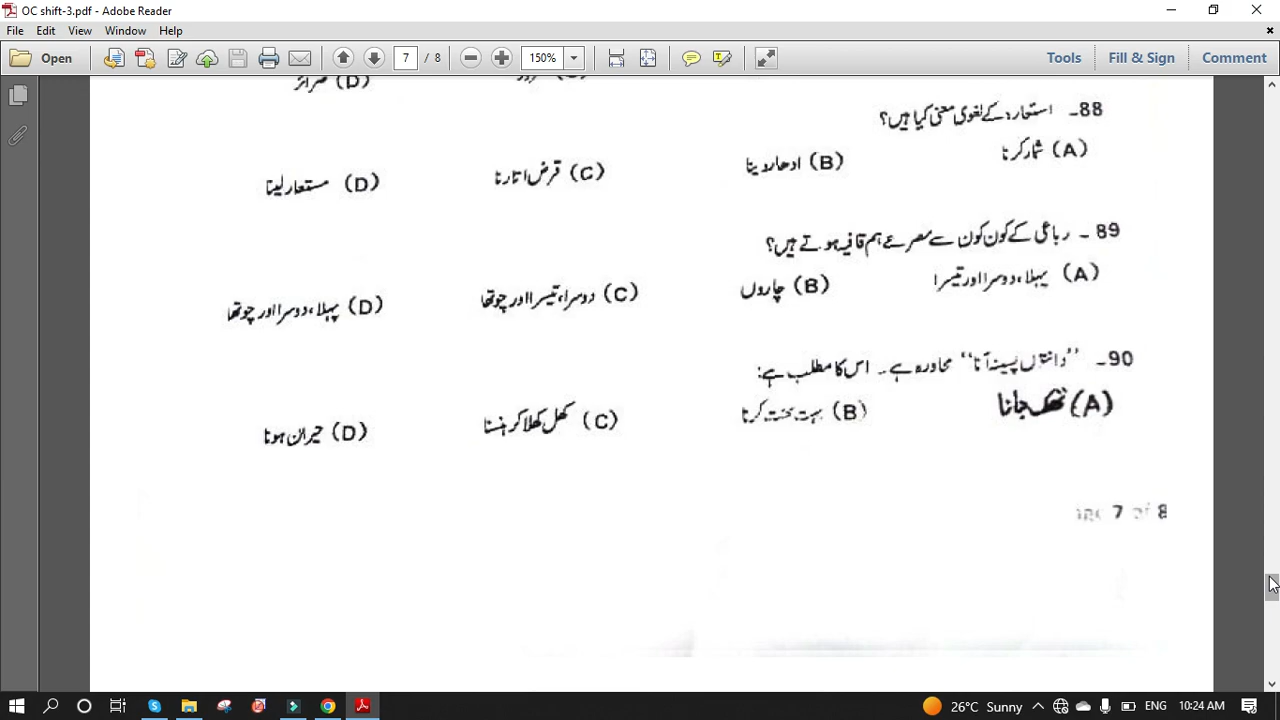 OC shift-3.pdf - Adobe Reader
File Edit View Window Help
Open 7 / 8 150% Tools Fill & Sign Comment
(D) ضرائر
88۔ استعارہ کے لغوی معنی کیا ہیں؟
(A) شمار کرنا (B) ادھار دینا (C) قرض اتارنا (D) مستعار لینا
89 ۔ رباعی کے کون کون سے مصرعے ہم قافیہ ہوتے ہیں؟
(A) پہلا، دوسرا اور تیسرا (B) چاروں (C) دوسرا، تیسرا اور چوتھا (D) پہلا، دوسرا اور چوتھا
90۔ ’’دانتوں پسینہ آنا‘‘ محاورہ ہے ۔ اس کا مطلب ہے:
(A) تھک جانا (B) بہت محنت کرنا (C) کھل کھلا کر ہنسنا (D) حیران ہونا
7 of 8
26°C Sunny ENG 10:24 AM